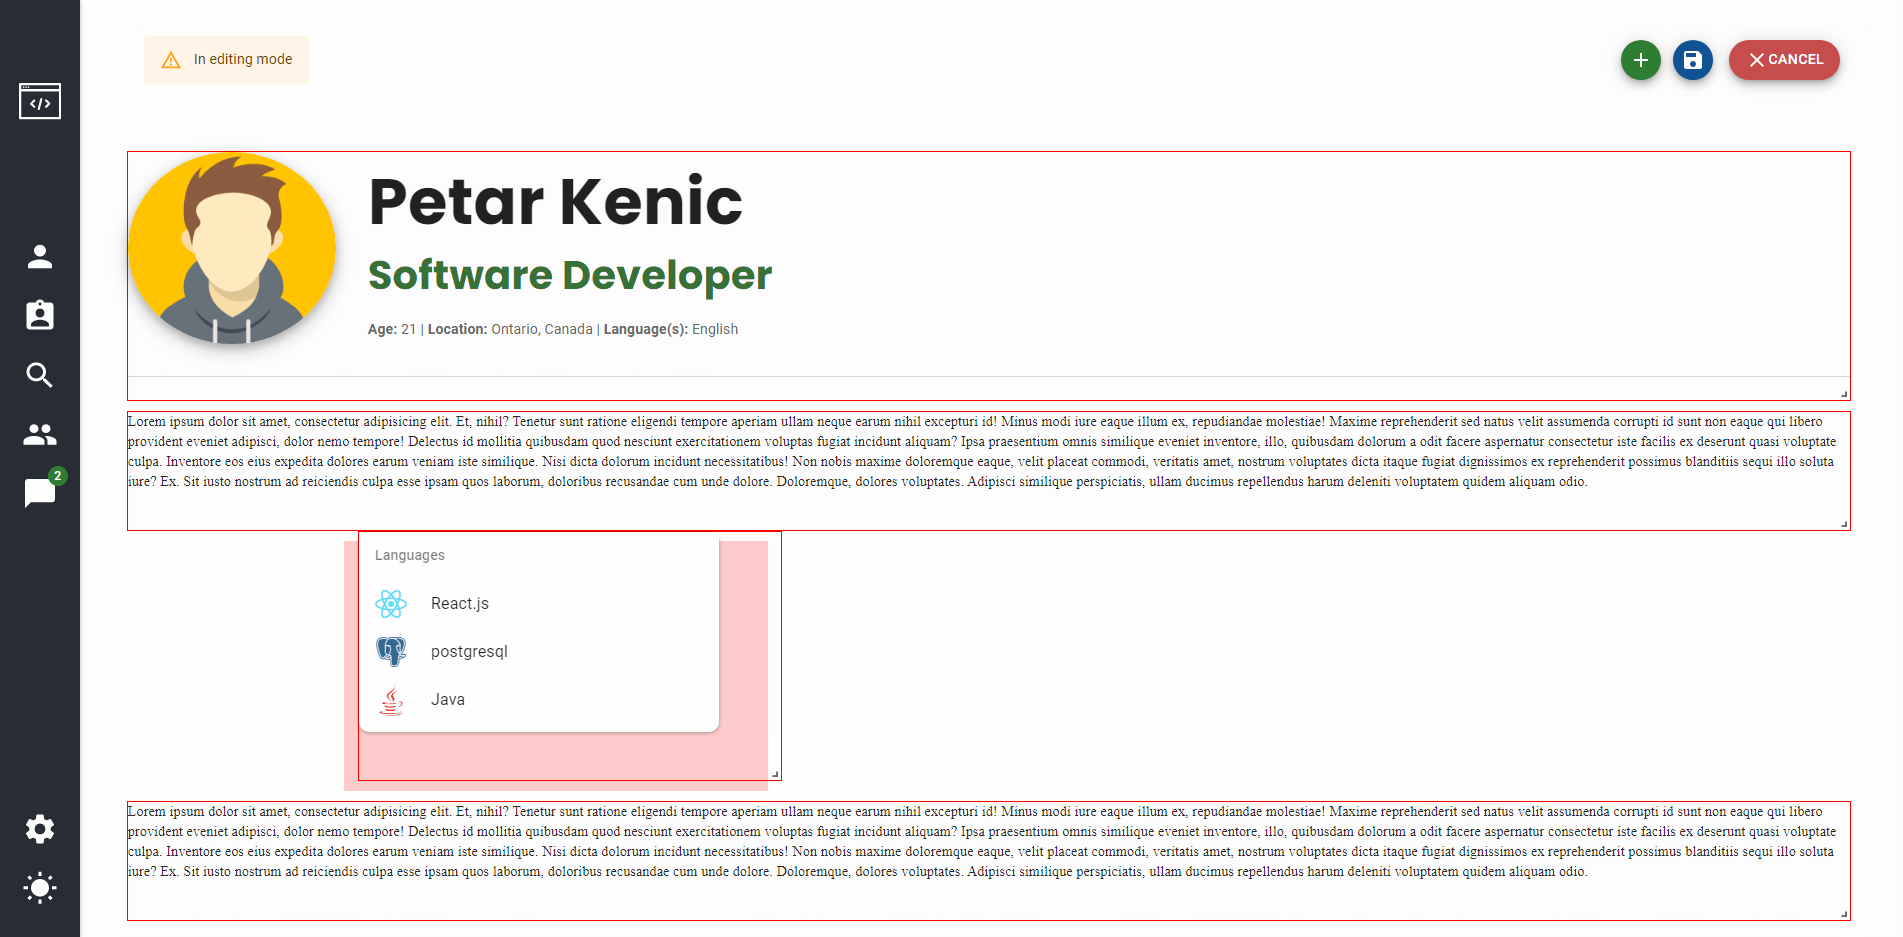 In editing mode
CANCEL
</>
Petar Kenic
Software Developer
Age: 21 | Location: Ontario, Canada | Language(s): English
Lorem ipsum dolor sit amet, consectetur adipisicing elit. Et, nihil? Tenetur sunt ratione eligendi tempore aperiam ullam neque earum nihil excepturi id! Minus modi iure eaque illum ex, repudiandae molestiae! Maxime reprehenderit sed natus velit assumenda corrupti id sunt non eaque qui libero
provident eveniet adipisci, dolor nemo tempore! Delectus id mollitia quibusdam quod nesciunt exercitationem voluptas fugiat incidunt aliquam? Ipsa praesentium omnis similique eveniet inventore, illo, quibusdam dolorum a odit facere aspernatur consectetur iste facilis ex deserunt quasi voluptate
culpa. Inventore eos eius expedita dolores earum veniam iste similique. Nisi dicta dolorum incidunt necessitatibus! Non nobis maxime doloremque eaque, velit placeat commodi, veritatis amet, nostrum voluptates dicta itaque fugiat dignissimos ex reprehenderit possimus blanditiis sequi illo soluta
iure? Ex. Sit iusto nostrum ad reiciendis culpa esse ipsam quos laborum, doloribus recusandae cum unde dolore. Doloremque, dolores voluptates. Adipisci similique perspiciatis, ullam ducimus repellendus harum deleniti voluptatem quidem aliquam odio.
2
Languages
React.js
postgresql
Java
Lorem ipsum dolor sit amet, consectetur adipisicing elit. Et, nihil? Tenetur sunt ratione eligendi tempore aperiam ullam neque earum nihil excepturi id! Minus modi iure eaque illum ex, repudiandae molestiae! Maxime reprehenderit sed natus velit assumenda corrupti id sunt non eaque qui libero
provident eveniet adipisci, dolor nemo tempore! Delectus id mollitia quibusdam quod nesciunt exercitationem voluptas fugiat incidunt aliquam? Ipsa praesentium omnis similique eveniet inventore, illo, quibusdam dolorum a odit facere aspernatur consectetur iste facilis ex deserunt quasi voluptate
culpa. Inventore eos eius expedita dolores earum veniam iste similique. Nisi dicta dolorum incidunt necessitatibus! Non nobis maxime doloremque eaque, velit placeat commodi, veritatis amet, nostrum voluptates dicta itaque fugiat dignissimos ex reprehenderit possimus blanditiis sequi illo soluta
iure? Ex. Sit iusto nostrum ad reiciendis culpa esse ipsam quos laborum, doloribus recusandae cum unde dolore. Doloremque, dolores voluptates. Adipisci similique perspiciatis, ullam ducimus repellendus harum deleniti voluptatem quidem aliquam odio.